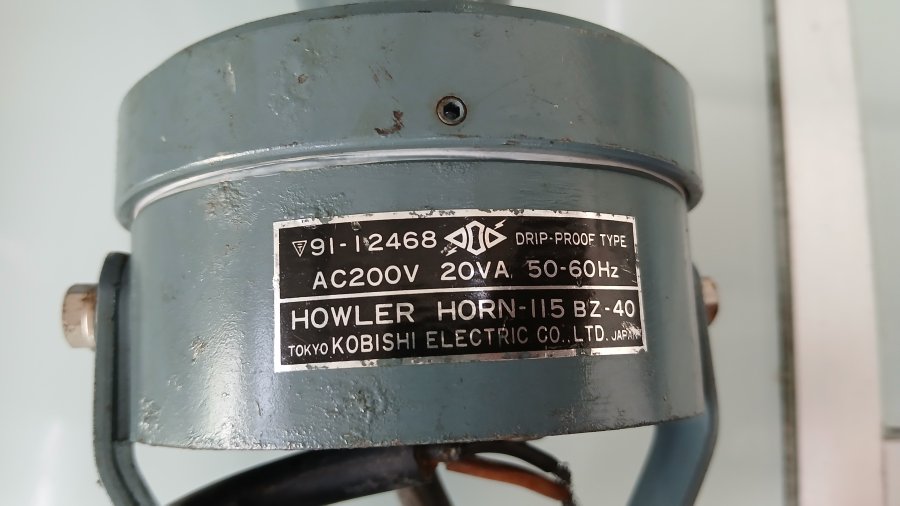 91-12468 DRIP-PROOF TYPE
AC200V 20VA. 50-60Hz
HOWLER HORN-115 BZ-40
TOKYO KOBISHI ELECTRIC CO., LTD. JAPAN